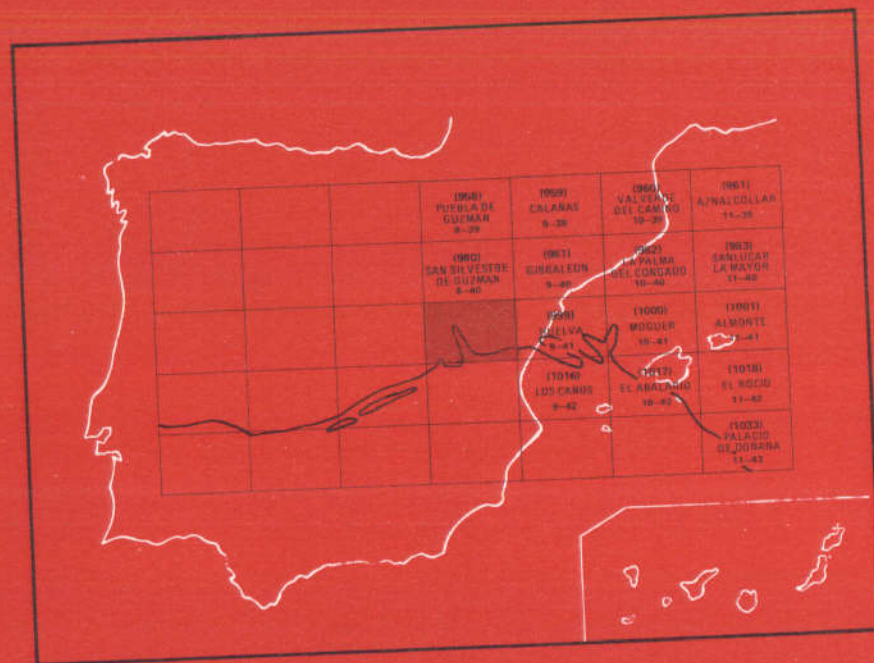 (958)
PUEBLA DE
GUZMAN
8-39
(959)
CALAÑAS
9-39
(960)
VALVERDE
DEL CAMINO
10-39
(961)
AZNALCOLLAR
11-39
(980)
SAN SILVESTRE
DE GUZMAN
8-40
(981)
GIBRALEON
9-40
(982)
LA PALMA
DEL CONDADO
10-40
(983)
SANLUCAR
LA MAYOR
11-40
(999)
HUELVA
9-41
(1000)
MOGUER
10-41
(1001)
ALMONTE
11-41
(1016)
LOS CAÑOS
9-42
(1017)
EL ABALARIO
10-42
(1018)
EL ROCIO
11-42
(1033)
PALACIO
DE DOÑANA
11-43